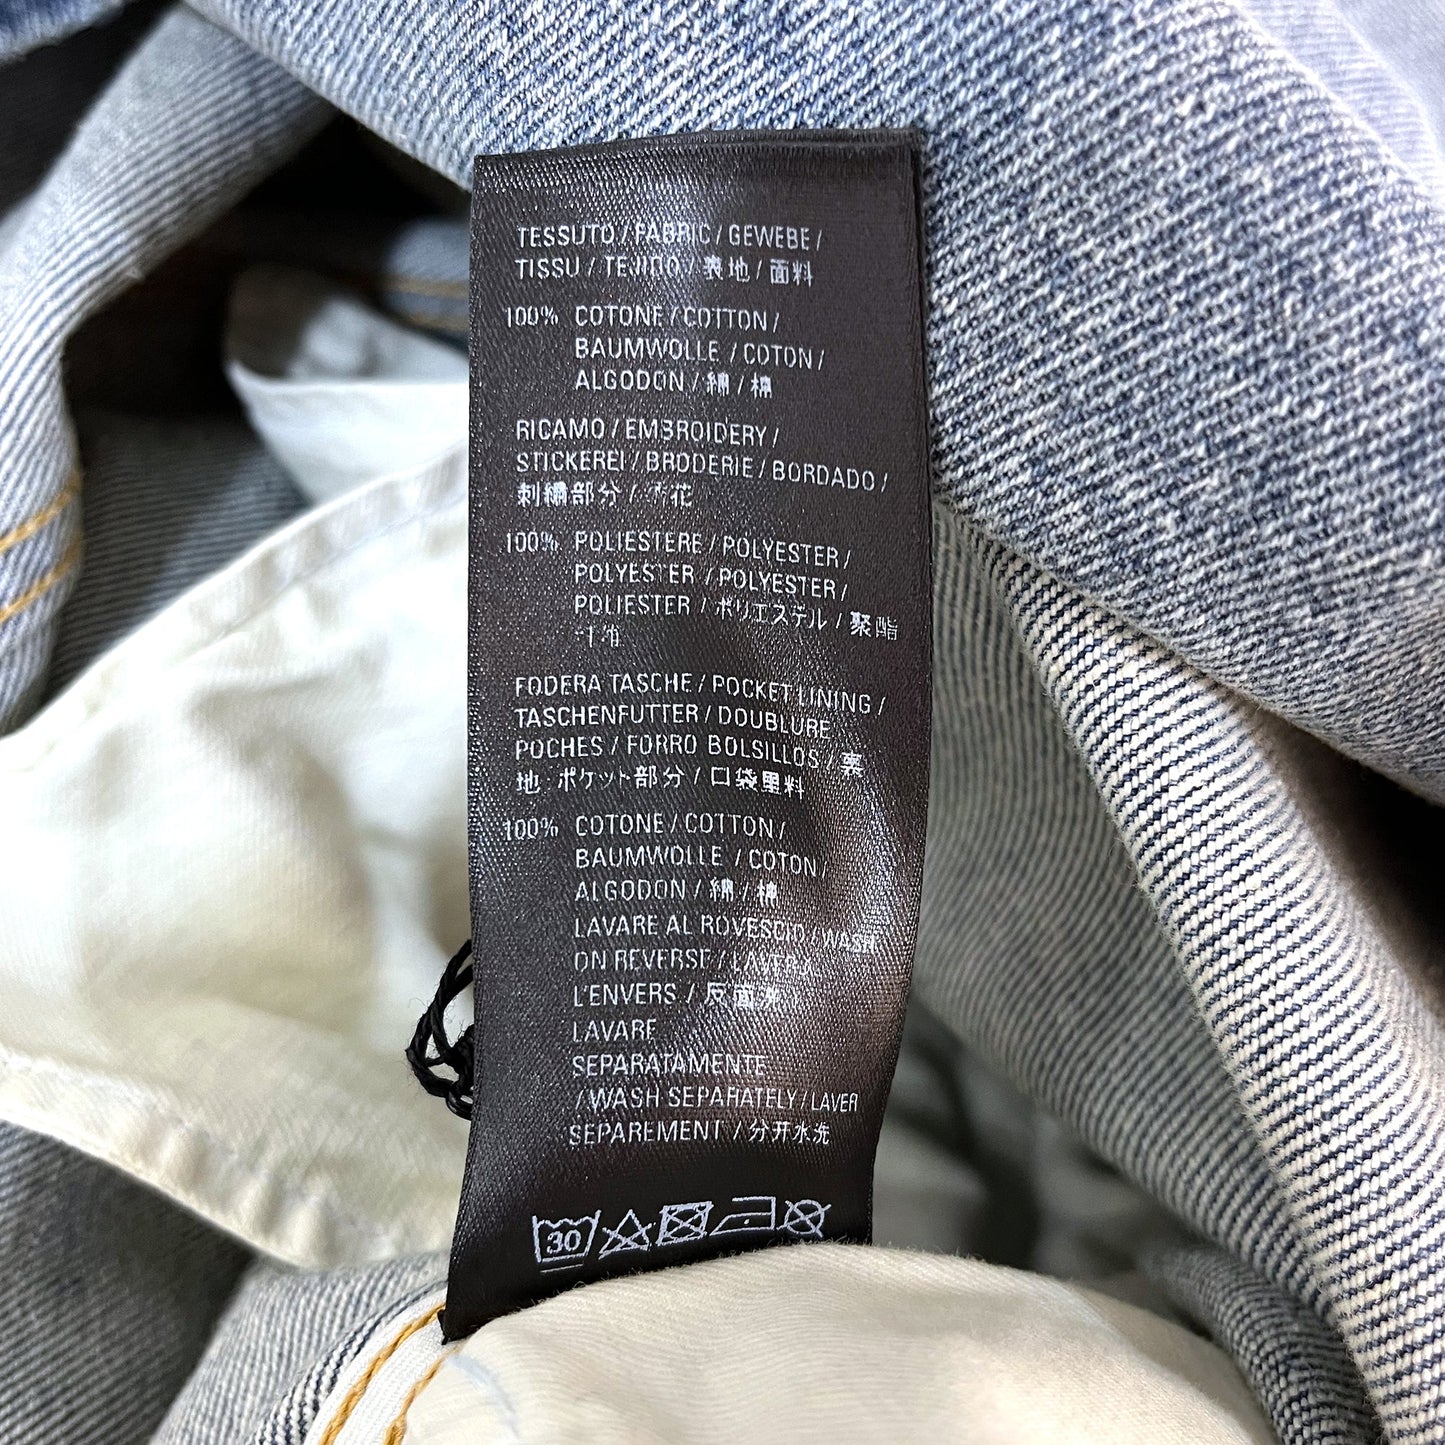 TESSUTO / FABRIC / GEWEBE /
TISSU / TEJIDO / 表地 / 面料
100% COTONE / COTTON /
BAUMWOLLE / COTON /
ALGODON / 綿 / 棉
RICAMO / EMBROIDERY /
STICKEREI / BRODERIE / BORDADO /
刺繍部分 / 花
100% POLIESTERE / POLYESTER /
POLYESTER / POLYESTER /
POLIESTER / ポリエステル / 聚酯
FODERA TASCHE / POCKET LINING /
TASCHENFUTTER / DOUBLURE
POCHES / FORRO BOLSILLOS / 裏
地:ポケット部分 / 口袋里料
100% COTONE / COTTON /
BAUMWOLLE / COTON /
ALGODON / 綿 / 棉
LAVARE AL ROVESCIO / WASH
ON REVERSE / LAVER A
L'ENVERS / 反面洗
LAVARE
SEPARATAMENTE
/ WASH SEPARATELY / LAVER
SEPAREMENT / 分开水洗
30